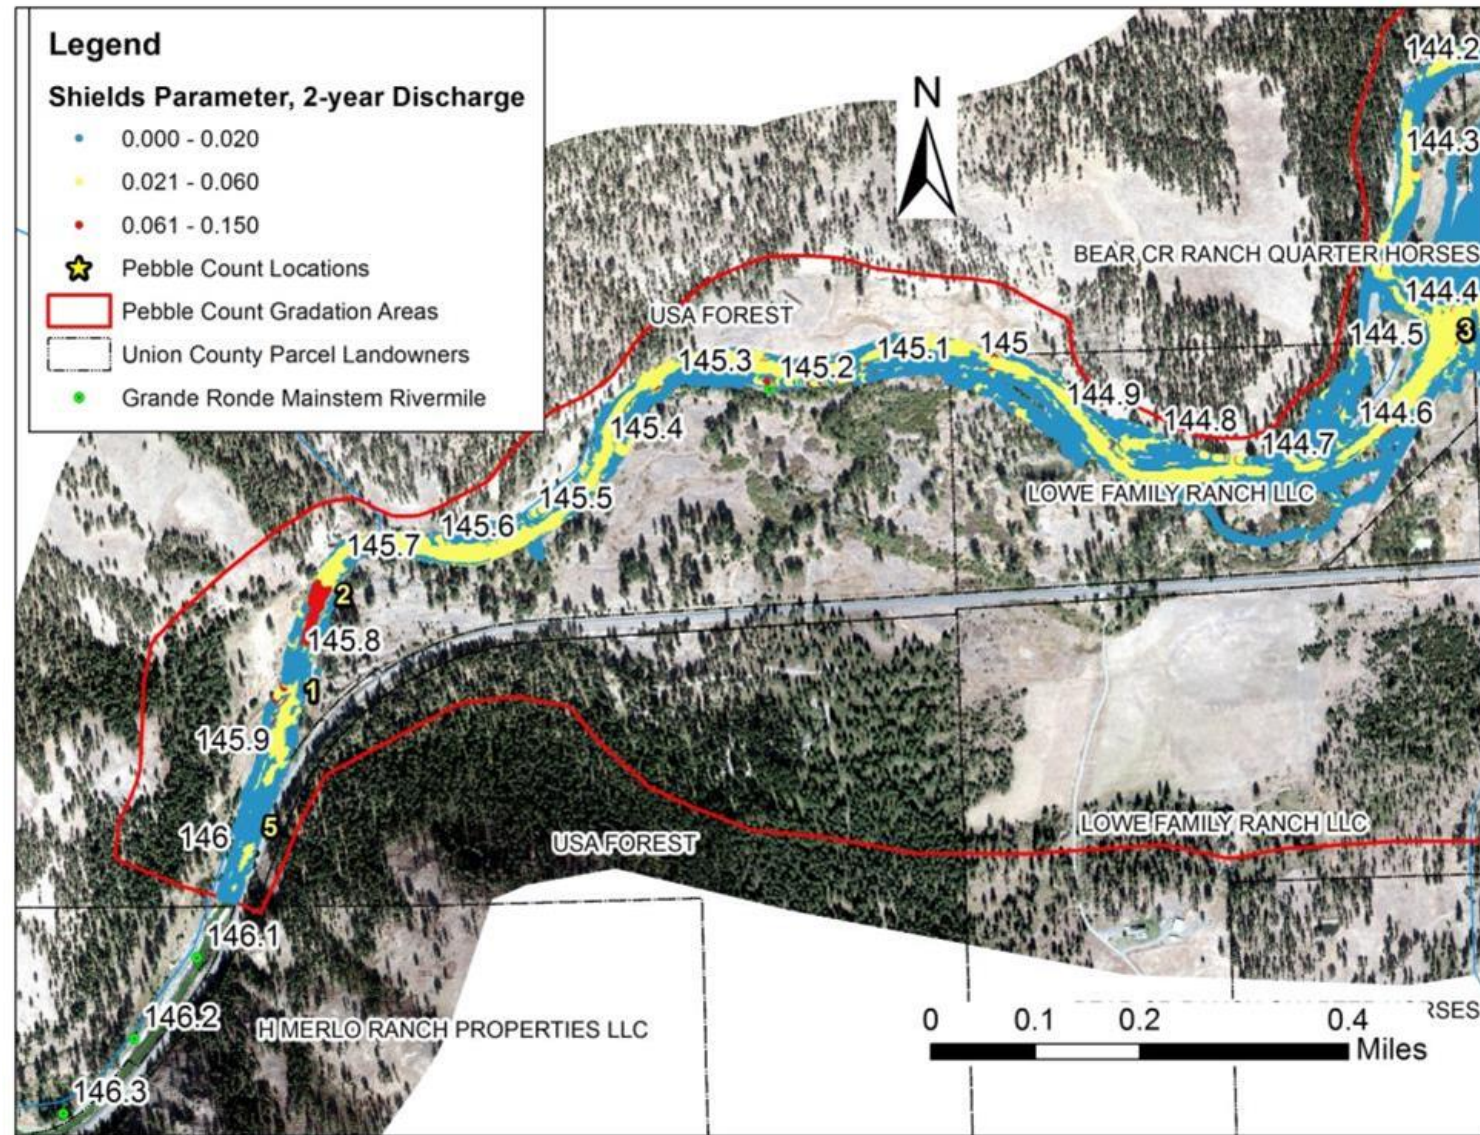 Legend
Shields Parameter, 2-year Discharge
0.000 - 0.020
0.021 - 0.060
0.061 - 0.150
Pebble Count Locations
Pebble Count Gradation Areas
Union County Parcel Landowners
Grande Ronde Mainstem Rivermile
N
144.2
144.3
BEAR CR RANCH QUARTER HORSES
144.4
3
144.5
USA FOREST
145.3
145.2
145.1
145
144.9
144.8
144.6
144.7
145.4
LOWE FAMILY RANCH LLC
145.5
145.6
145.7
2
145.8
1
145.9
5
146
LOWE FAMILY RANCH LLC
USA FOREST
146.1
146.2
H MERLO RANCH PROPERTIES LLC
146.3
0 0.1 0.2 0.4
Miles